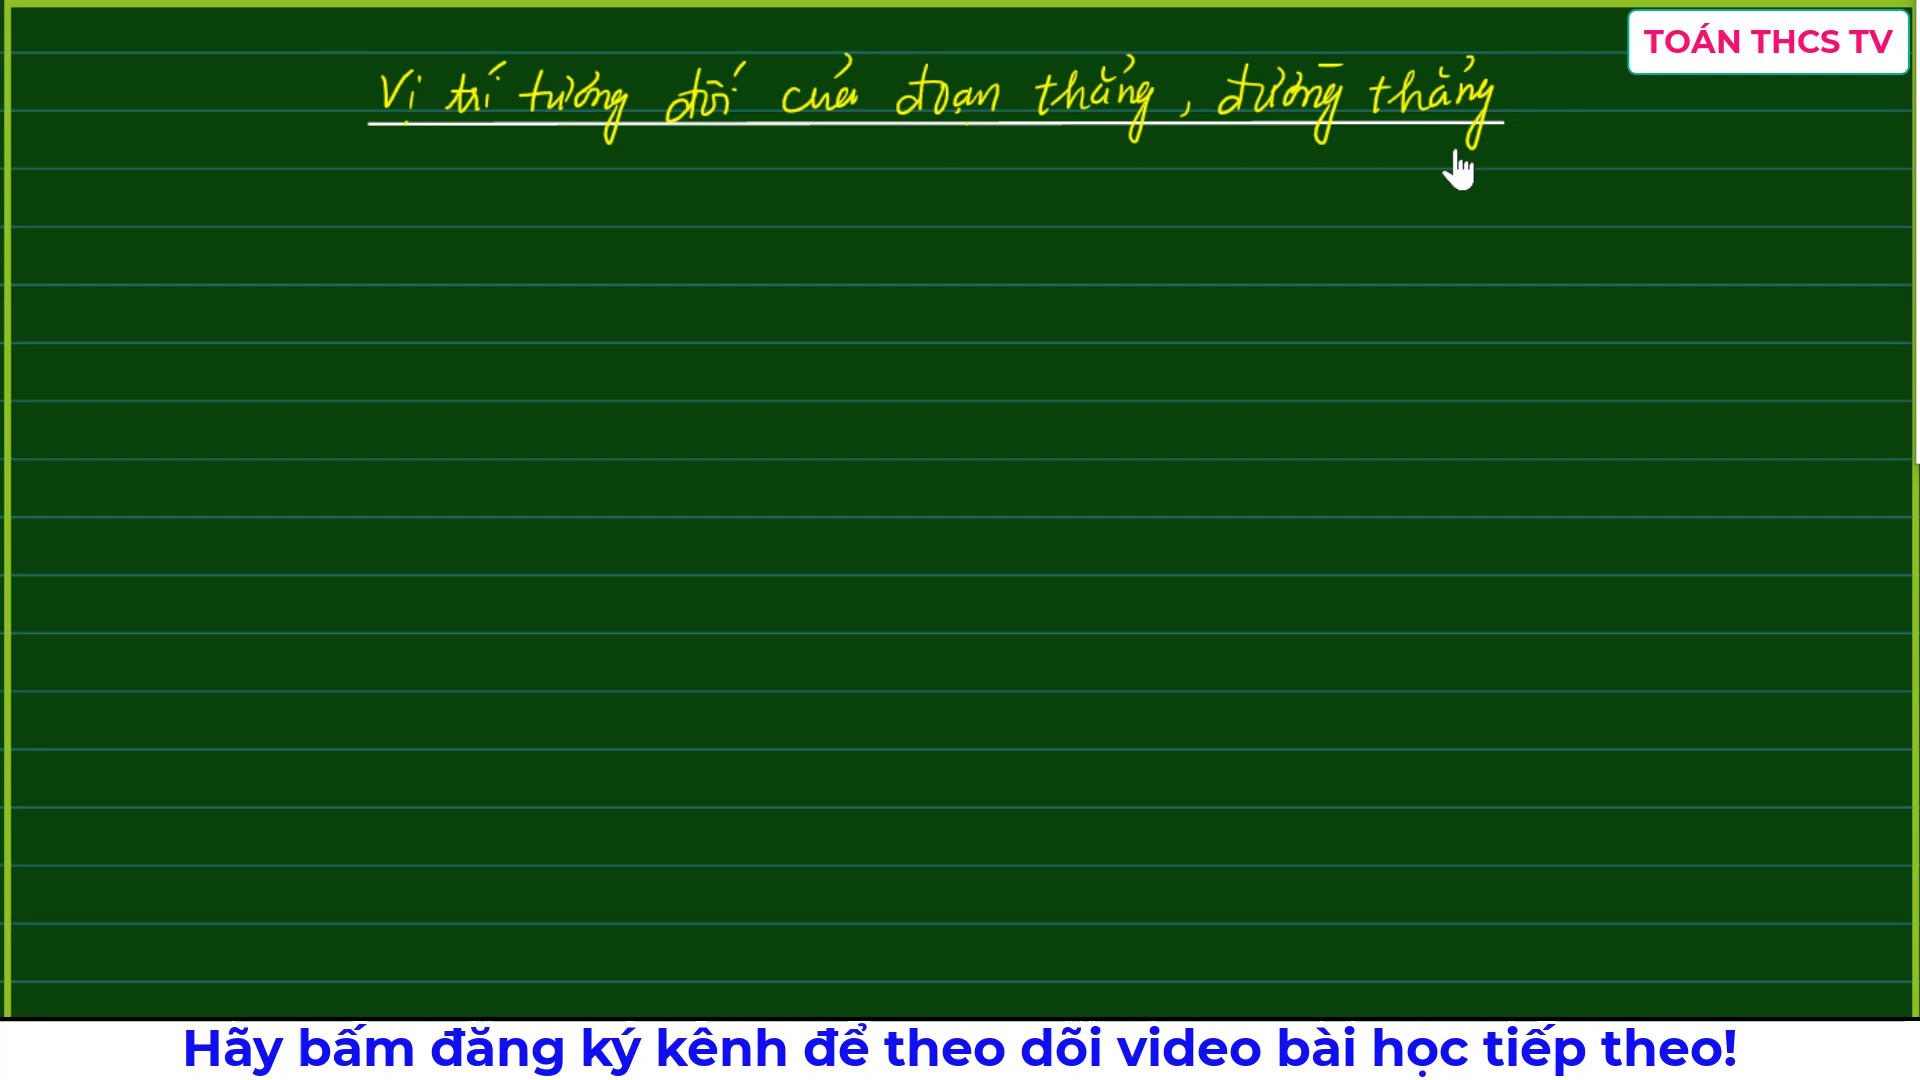 TOÁN THCS TV
Vị trí tương đối của đoạn thẳng, đường thẳng
Hãy bấm đăng ký kênh để theo dõi video bài học tiếp theo!